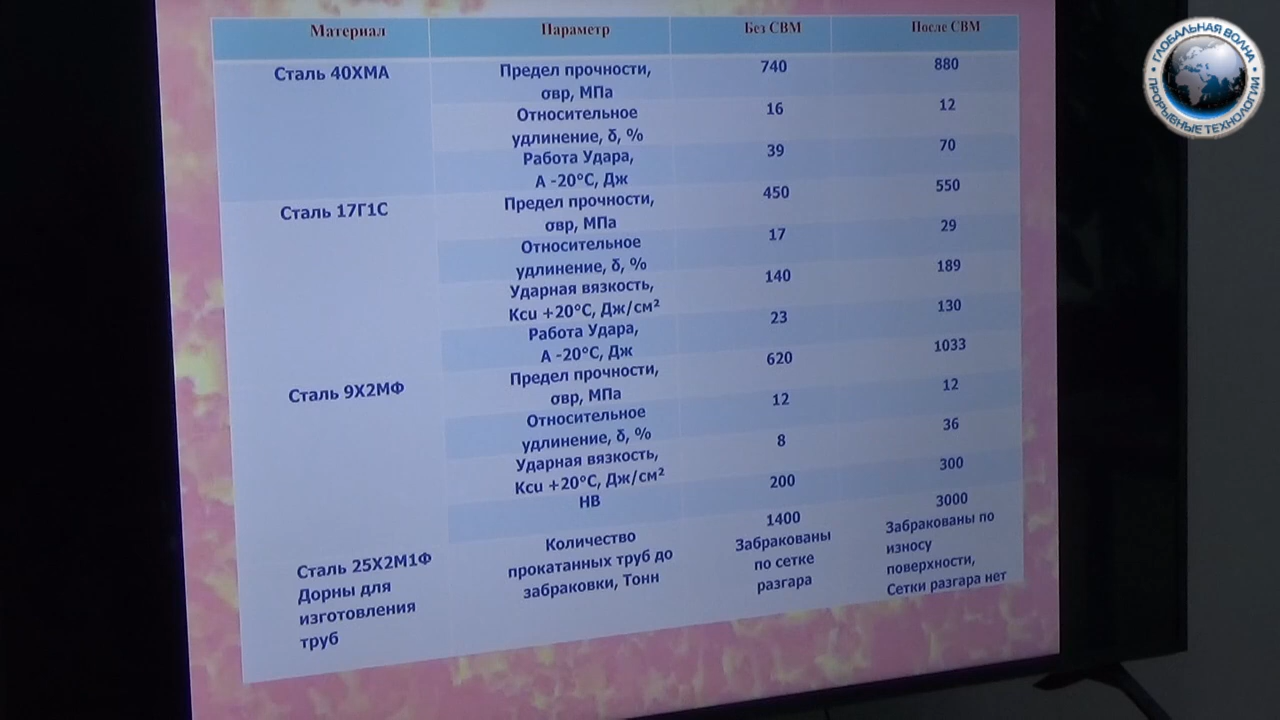 Материал Параметр Без СВМ После СВМ
Сталь 40ХМА Предел прочности, 740 880
σвр, МПа
Относительное 16 12
удлинение, δ, %
Работа Удара, 39 70
А -20°С, Дж
Сталь 17Г1С Предел прочности, 450 550
σвр, МПа
Относительное 17 29
удлинение, δ, %
Ударная вязкость, 140 189
Kcu +20°С, Дж/см²
Работа Удара, 23 130
А -20°С, Дж
Сталь 9Х2МФ Предел прочности, 620 1033
σвр, МПа
Относительное 12 12
удлинение, δ, %
Ударная вязкость, 8 36
Kcu +20°С, Дж/см²
НВ 200 300
Сталь 25Х2М1Ф Количество 1400 3000
Дорны для прокатанных труб до Забракованы Забракованы по
изготовления забраковки, Тонн по сетке износу
труб разгара поверхности,
Сетки разгара нет
ГЛОБАЛЬНАЯ ВОЛНА
ПРОРЫВНЫЕ ТЕХНОЛОГИИ